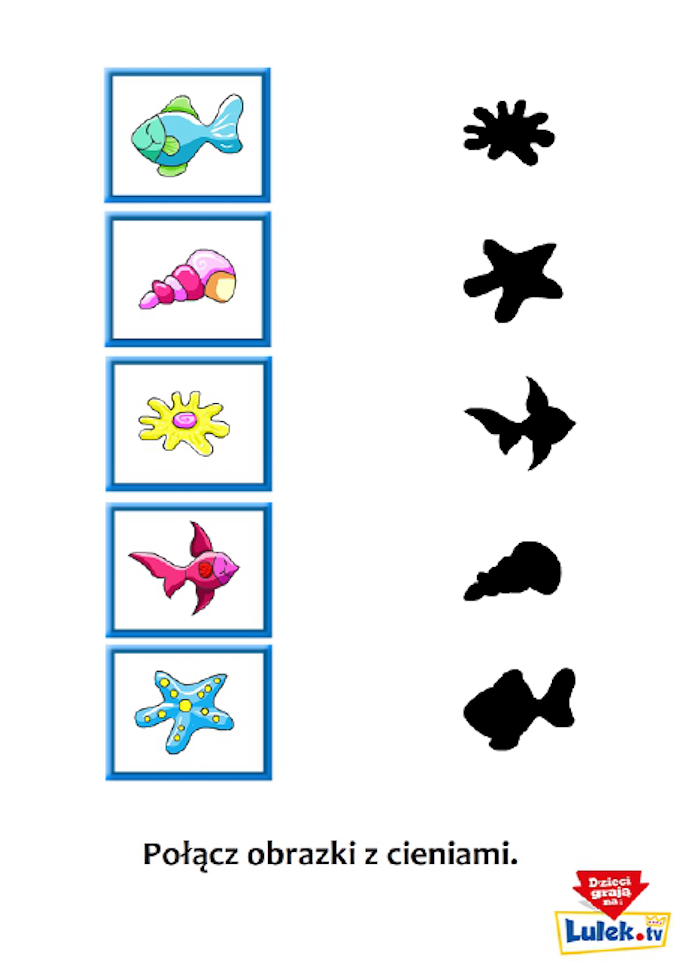 Połącz obrazki z cieniami.
Dzieci
grają
na:
Lulek.tv